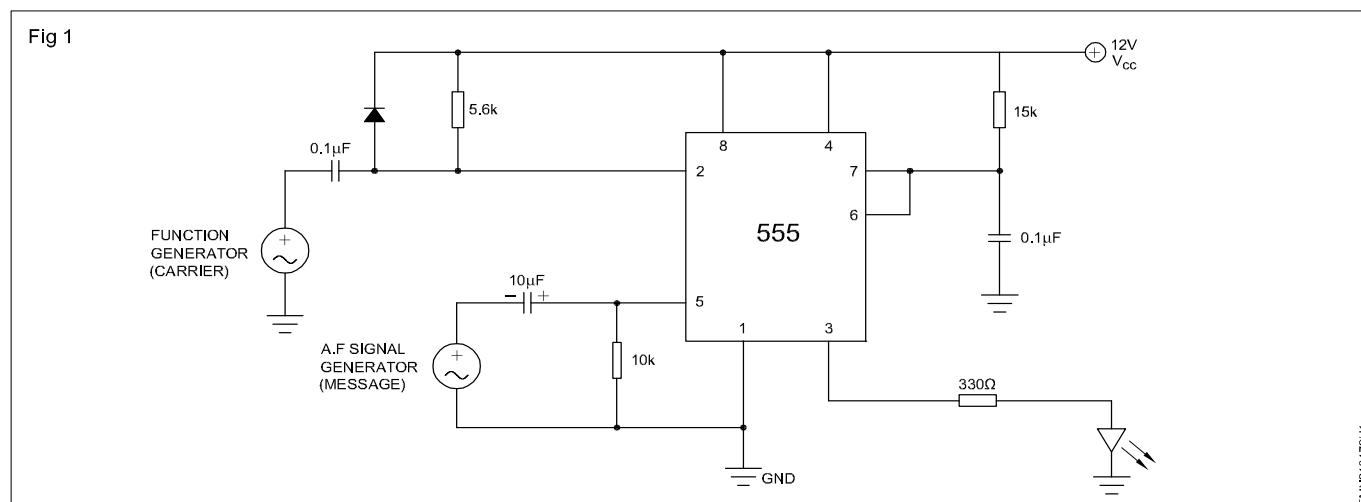 Fig 1
12V
VCC
5.6k
15k
0.1µF
8
4
2
7
6
555
FUNCTION
GENERATOR
(CARRIER)
0.1µF
10µF
5
1
3
A.F SIGNAL
GENERATOR
(MESSAGE)
10k
330Ω
GND